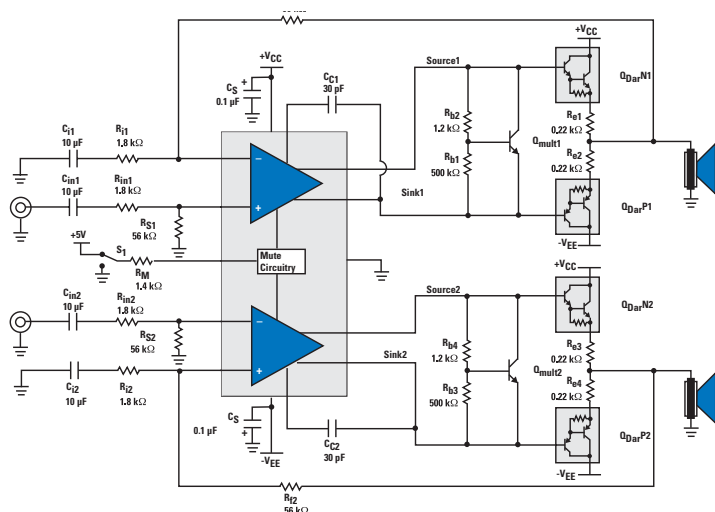 +VCC
CC1
30 pF
CS
0.1 µF
+
Source1
+VCC
QDarN1
Ci1
10 µF
Ri1
1.8 kΩ
Rb2
1.2 kΩ
Qmult1
Re1
0.22 kΩ
−
Cin1
10 µF
Rin1
1.8 kΩ
Rb1
500 kΩ
Re2
0.22 kΩ
+
Sink1
QDarP1
RS1
56 kΩ
+5V
S1
RM
1.4 kΩ
Mute
Circuitry
-VEE
+VCC
Cin2
10 µF
Rin2
1.8 kΩ
Source2
QDarN2
−
RS2
56 kΩ
Rb4
1.2 kΩ
Sink2
Qmult2
Re3
0.22 kΩ
+
Ci2
10 µF
Ri2
1.8 kΩ
Rb3
500 kΩ
Re4
0.22 kΩ
CS
0.1 µF
+
CC2
30 pF
QDarP2
-VEE
-VEE
Rf2
56 kΩ